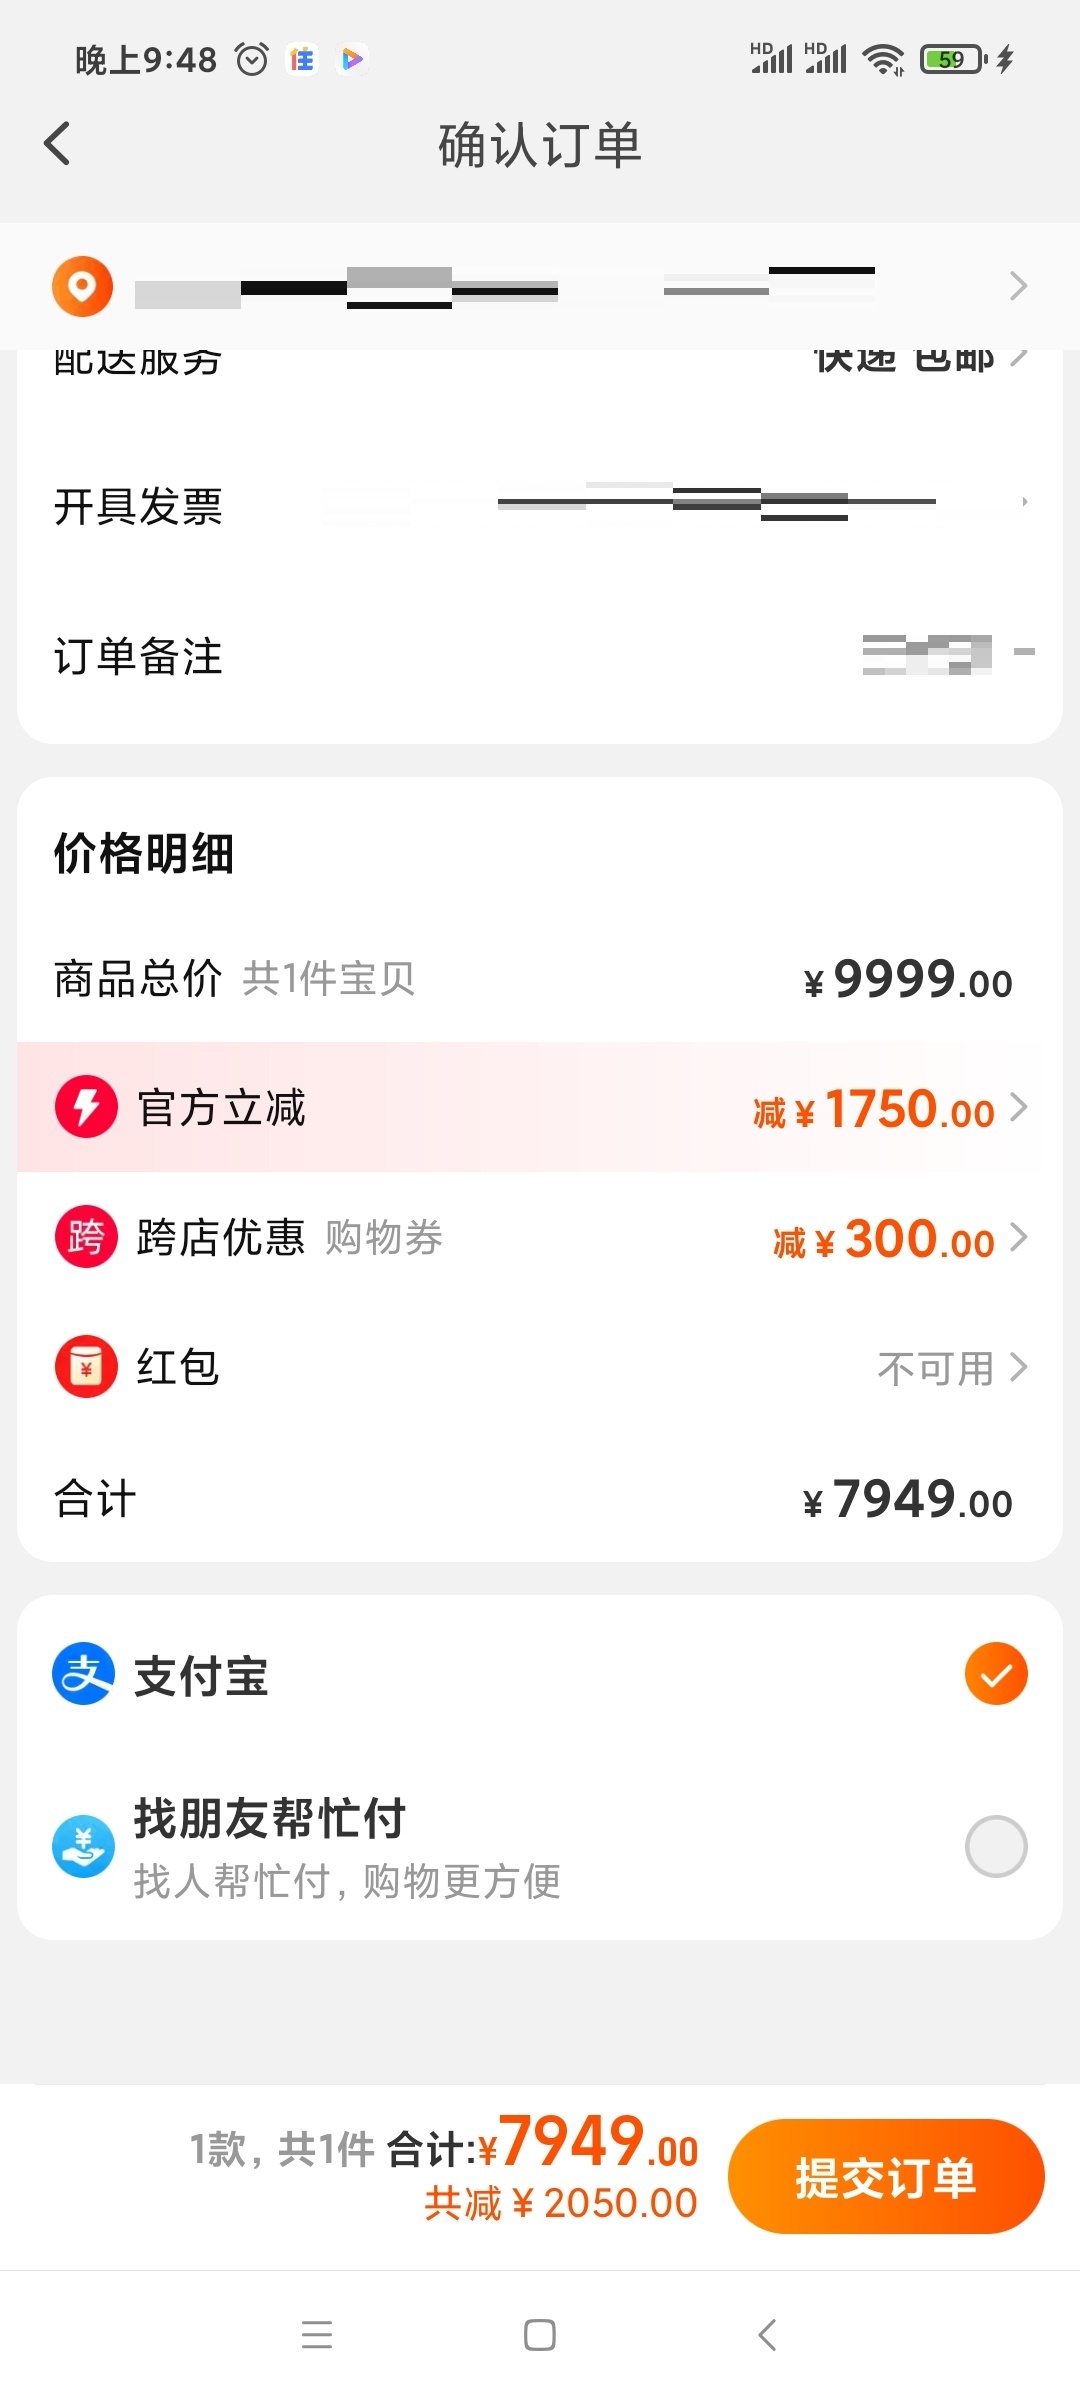 晚上9:48
HD HD 59
确认订单
配送服务 快递 包邮
开具发票
订单备注
价格明细
商品总价 共1件宝贝 ¥9999.00
官方立减 减¥1750.00
跨 跨店优惠 购物券 减¥300.00
红包 不可用
合计 ¥7949.00
支付宝
找朋友帮忙付
找人帮忙付，购物更方便
1款，共1件 合计:¥7949.00
共减¥2050.00
提交订单